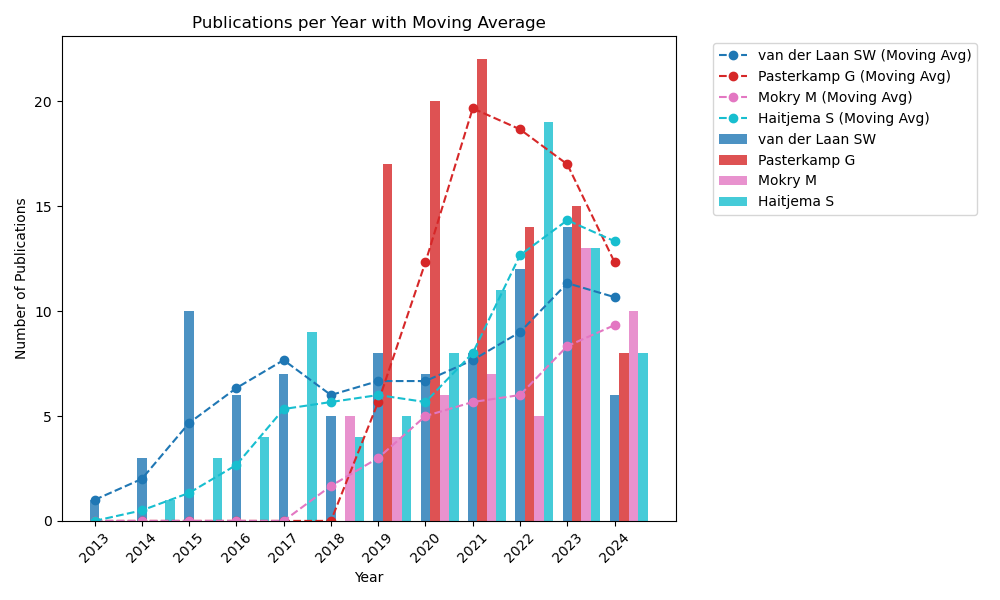 Publications per Year with Moving Average
Number of Publications
20
15
10
5
0
2013
2014
2015
2016
2017
2018
2019
2020
2021
2022
2023
2024
Year
van der Laan SW (Moving Avg)
Pasterkamp G (Moving Avg)
Mokry M (Moving Avg)
Haitjema S (Moving Avg)
van der Laan SW
Pasterkamp G
Mokry M
Haitjema S